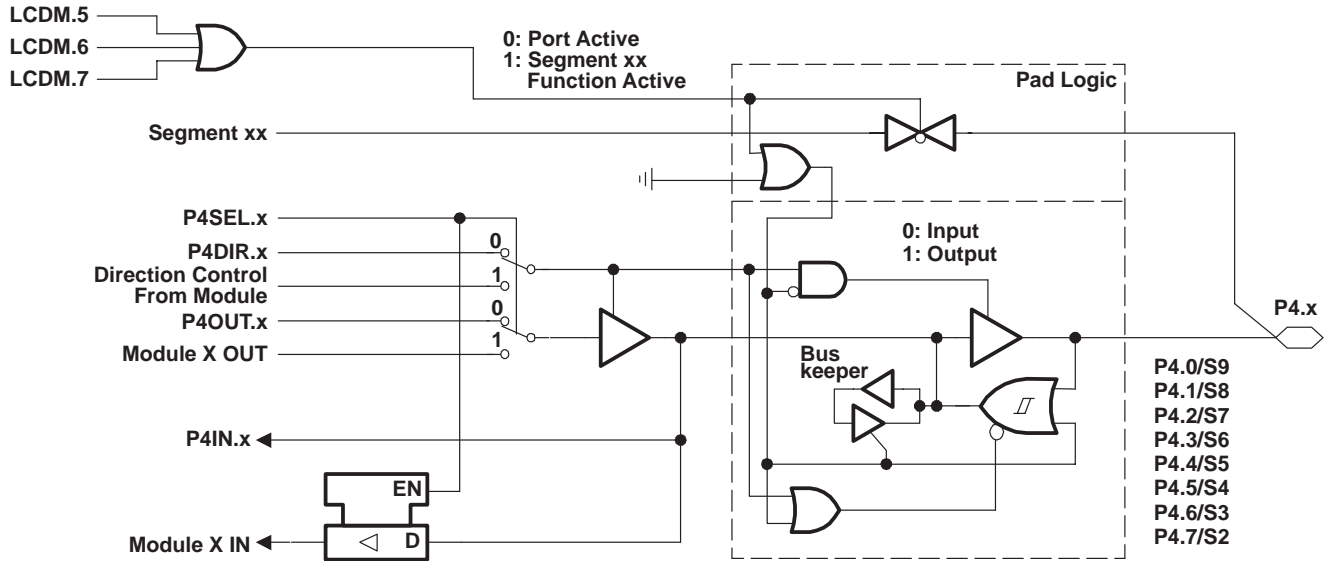 LCDM.5
LCDM.6
LCDM.7
0: Port Active
1: Segment xx
Function Active
Pad Logic
Segment xx
P4SEL.x
P4DIR.x
0
Direction Control
From Module
1
P4OUT.x
0
Module X OUT
1
0: Input
1: Output
P4.x
Bus
keeper
P4.0/S9
P4.1/S8
P4.2/S7
P4.3/S6
P4.4/S5
P4.5/S4
P4.6/S3
P4.7/S2
P4IN.x
EN
D
Module X IN